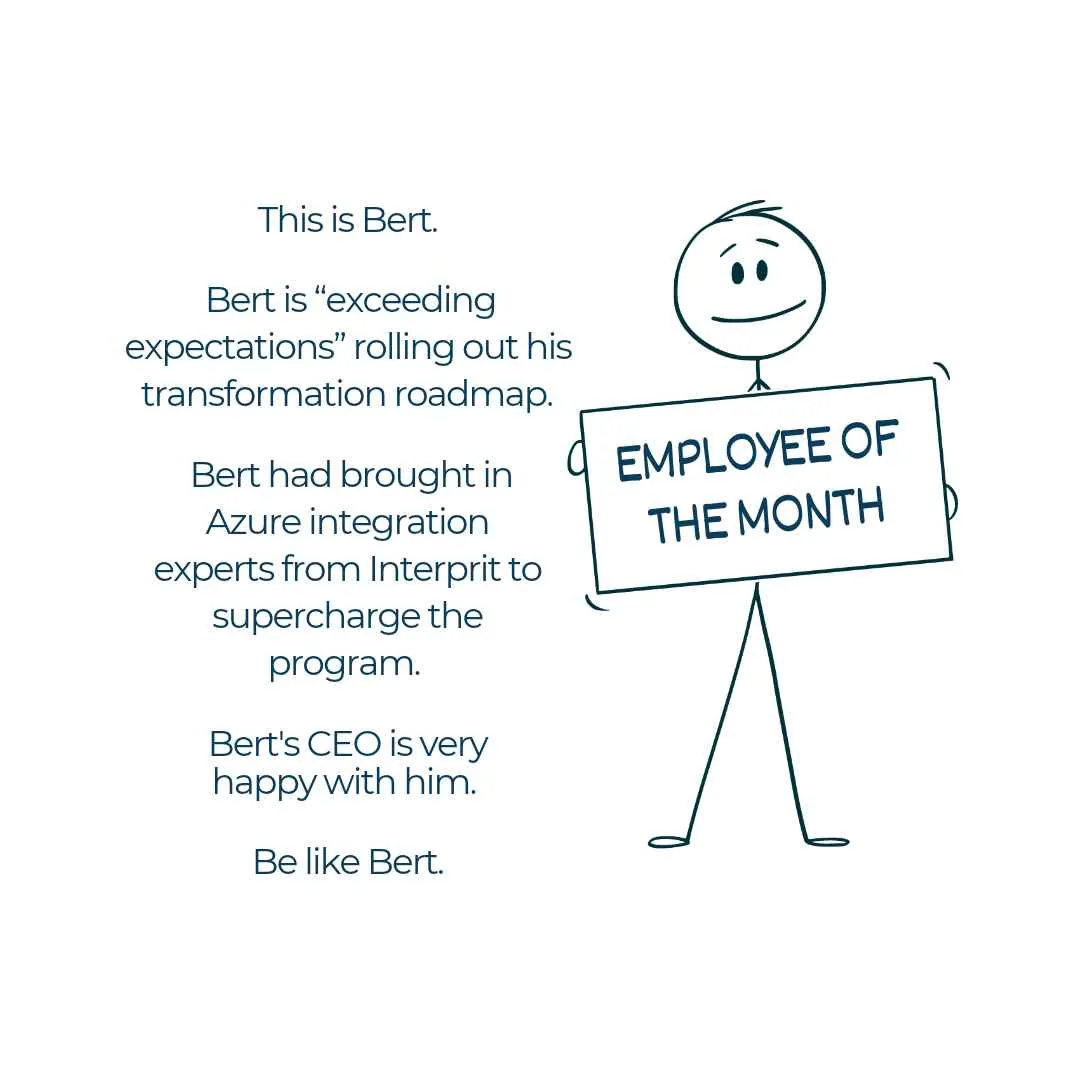 This is Bert.
Bert is “exceeding
expectations” rolling out his
transformation roadmap.
Bert had brought in
Azure integration
experts from Interprit to
supercharge the
program.
Bert's CEO is very
happy with him.
Be like Bert.
EMPLOYEE OF
THE MONTH